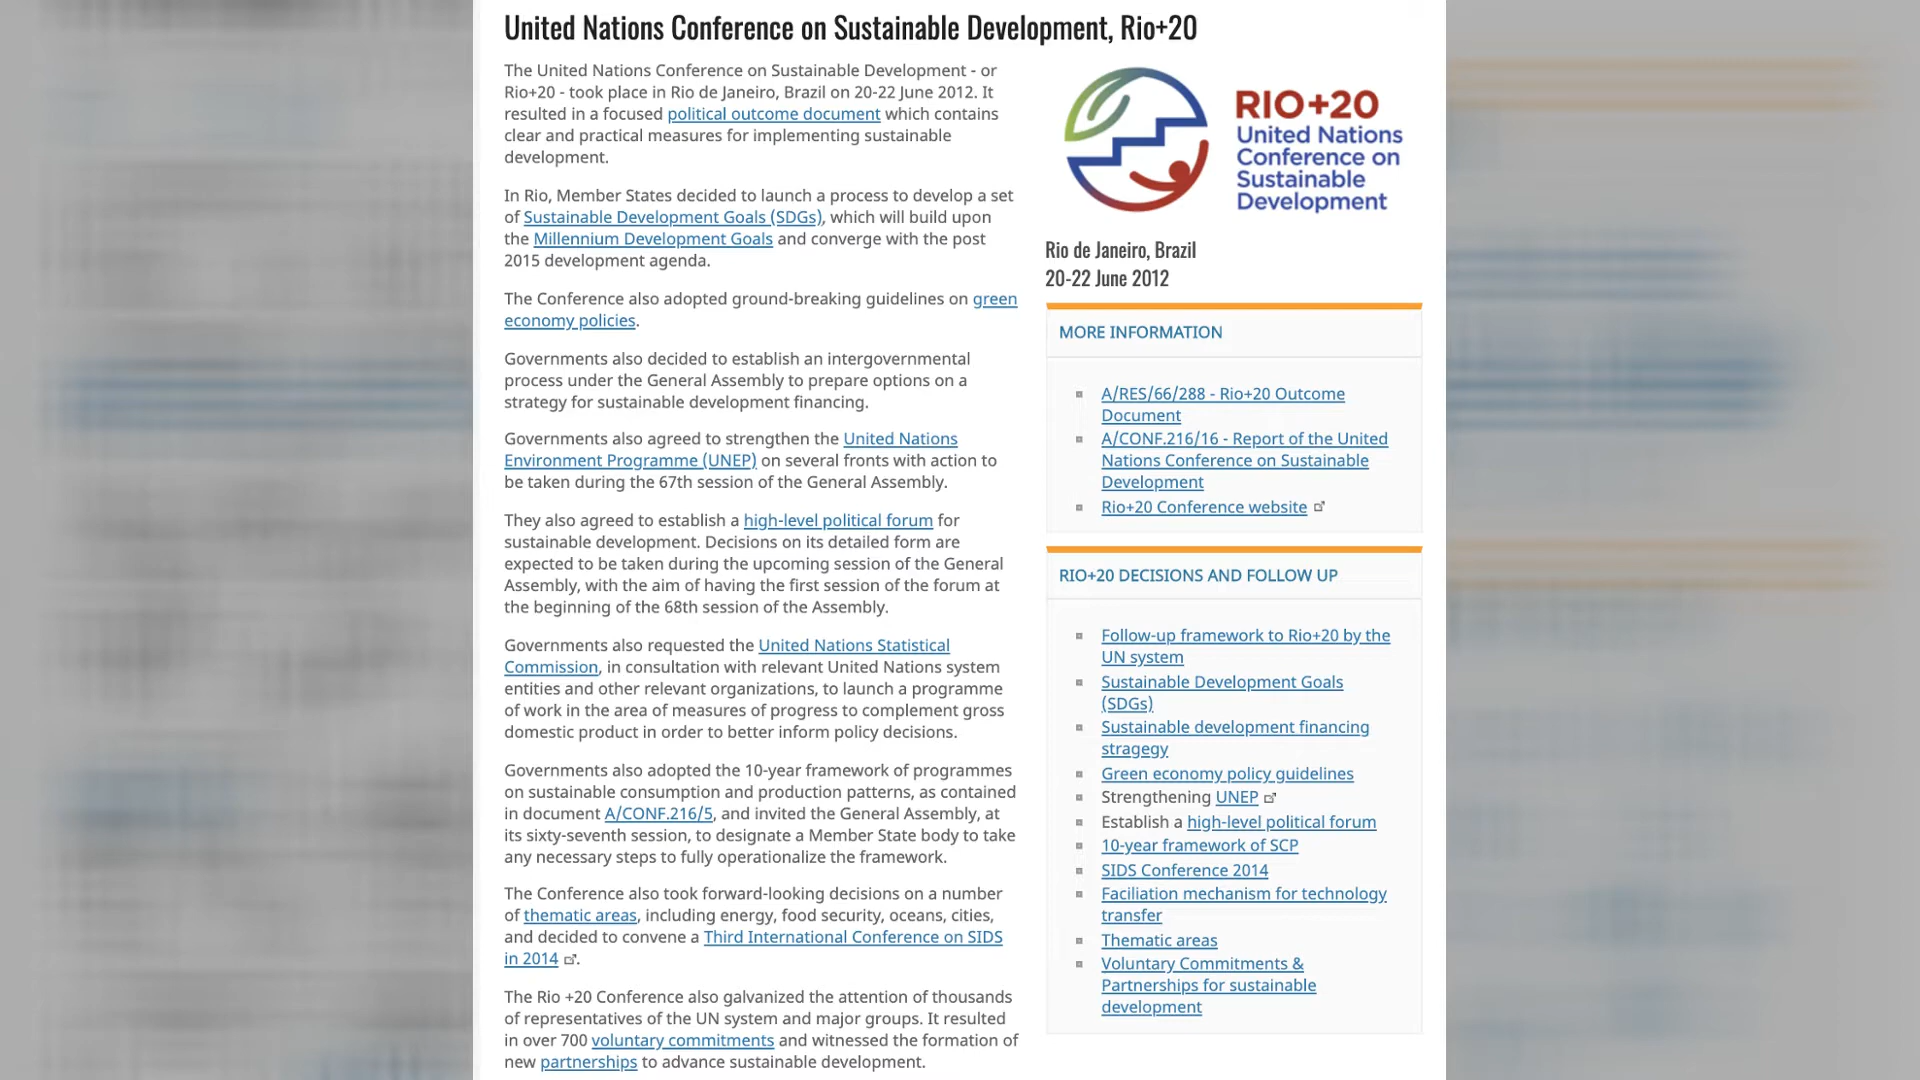 United Nations Conference on Sustainable Development, Rio+20
The United Nations Conference on Sustainable Development - or
Rio+20 - took place in Rio de Janeiro, Brazil on 20-22 June 2012. It
resulted in a focused political outcome document which contains
clear and practical measures for implementing sustainable
development.
In Rio, Member States decided to launch a process to develop a set
of Sustainable Development Goals (SDGs), which will build upon
the Millennium Development Goals and converge with the post
2015 development agenda.
The Conference also adopted ground-breaking guidelines on green
economy policies.
Governments also decided to establish an intergovernmental
process under the General Assembly to prepare options on a
strategy for sustainable development financing.
Governments also agreed to strengthen the United Nations
Environment Programme (UNEP) on several fronts with action to
be taken during the 67th session of the General Assembly.
They also agreed to establish a high-level political forum for
sustainable development. Decisions on its detailed form are
expected to be taken during the upcoming session of the General
Assembly, with the aim of having the first session of the forum at
the beginning of the 68th session of the Assembly.
Governments also requested the United Nations Statistical
Commission, in consultation with relevant United Nations system
entities and other relevant organizations, to launch a programme
of work in the area of measures of progress to complement gross
domestic product in order to better inform policy decisions.
Governments also adopted the 10-year framework of programmes
on sustainable consumption and production patterns, as contained
in document A/CONF.216/5, and invited the General Assembly, at
its sixty-seventh session, to designate a Member State body to take
any necessary steps to fully operationalize the framework.
The Conference also took forward-looking decisions on a number
of thematic areas, including energy, food security, oceans, cities,
and decided to convene a Third International Conference on SIDS
in 2014.
The Rio +20 Conference also galvanized the attention of thousands
of representatives of the UN system and major groups. It resulted
in over 700 voluntary commitments and witnessed the formation of
new partnerships to advance sustainable development.
RIO+20
United Nations
Conference on
Sustainable
Development
Rio de Janeiro, Brazil
20-22 June 2012
MORE INFORMATION
A/RES/66/288 - Rio+20 Outcome
Document
A/CONF.216/16 - Report of the United
Nations Conference on Sustainable
Development
Rio+20 Conference website
RIO+20 DECISIONS AND FOLLOW UP
Follow-up framework to Rio+20 by the
UN system
Sustainable Development Goals
(SDGs)
Sustainable development financing
stragegy
Green economy policy guidelines
Strengthening UNEP
Establish a high-level political forum
10-year framework of SCP
SIDS Conference 2014
Faciliation mechanism for technology
transfer
Thematic areas
Voluntary Commitments &
Partnerships for sustainable
development